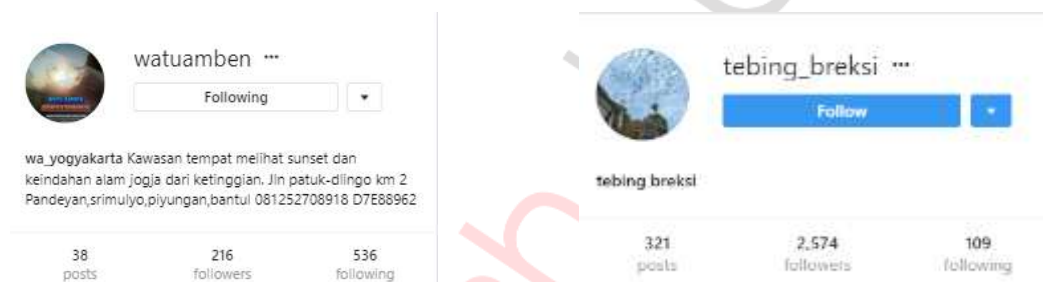 watuamben ···
Following
wa_yogyakarta Kawasan tempat melihat sunset dan
keindahan alam jogja dari ketinggian. Jln patuk-dlingo km 2
Pandeyan,srimulyo,piyungan,bantul 081252708918 D7E88962
38 216 536
posts followers following
tebing_breksi ···
Follow
tebing breksi
321 2,574 109
posts followers following